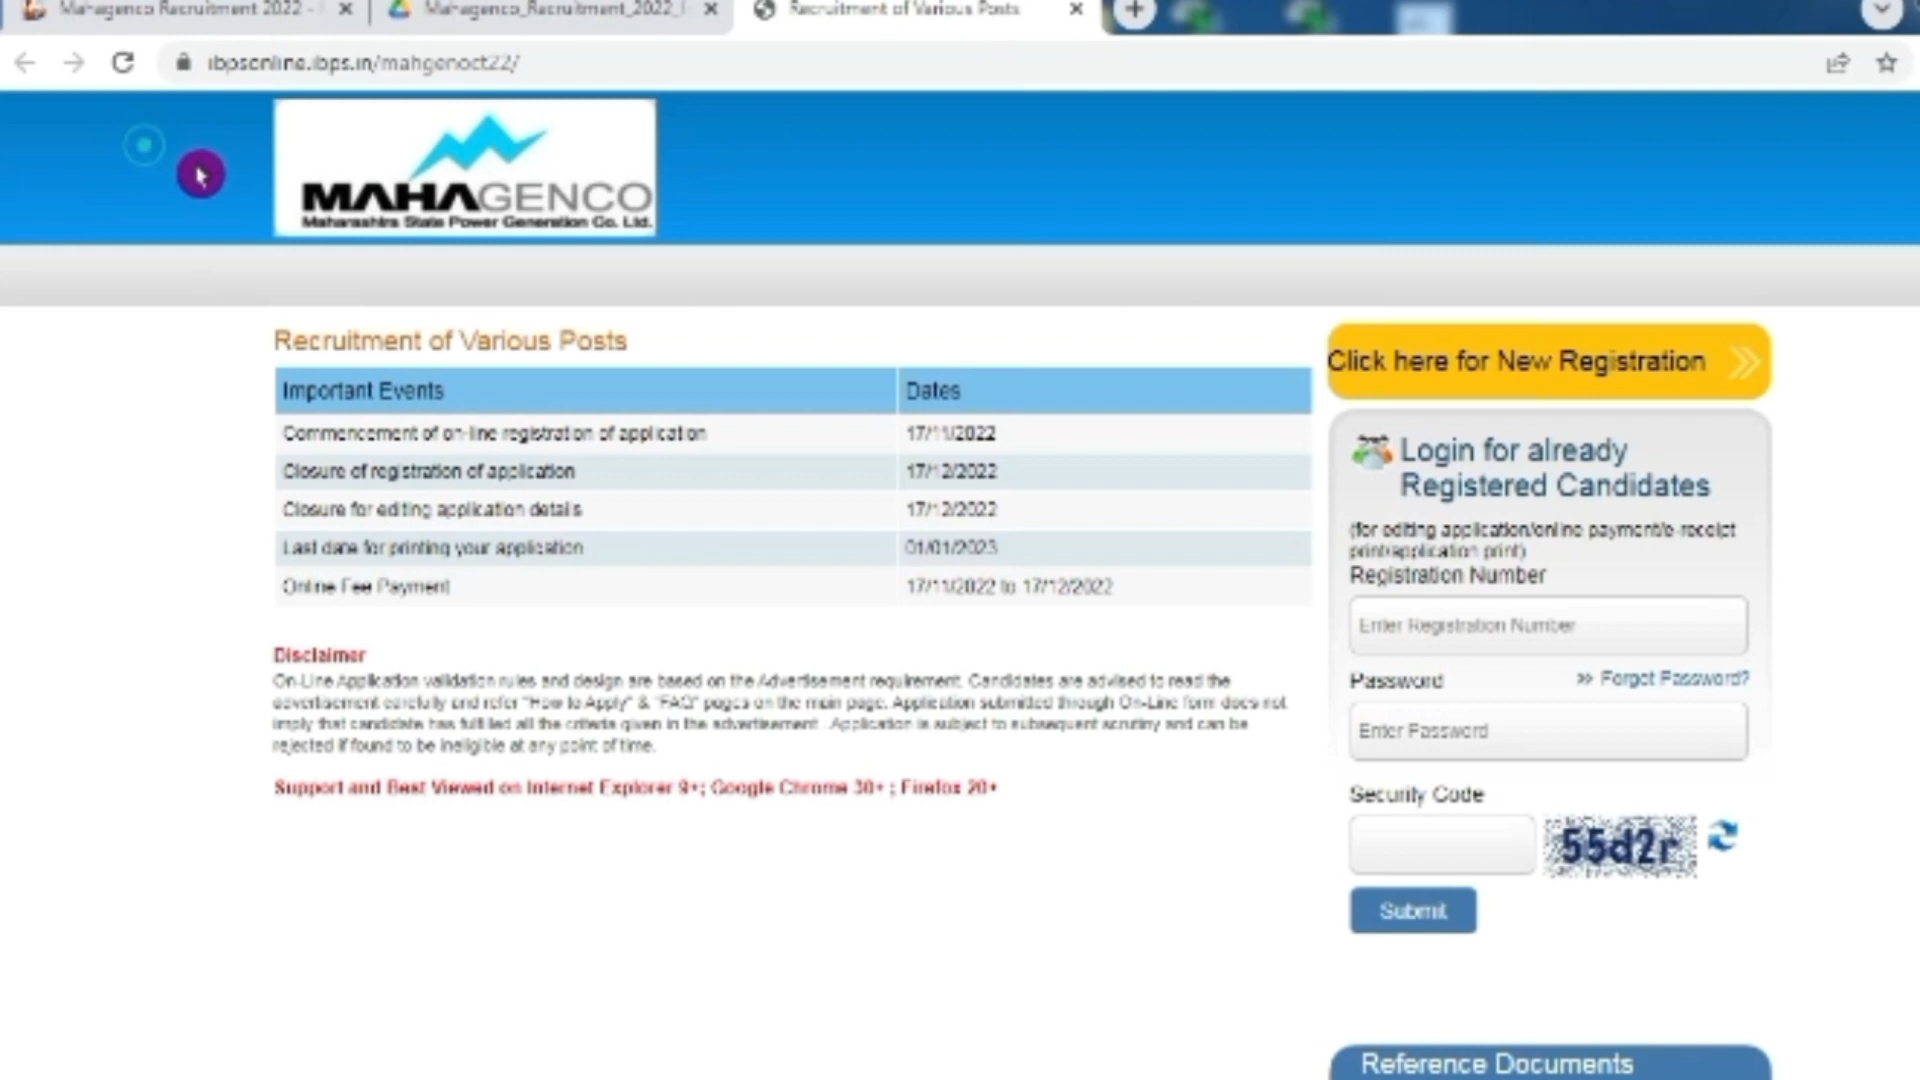 Mahagenco Recruitment 2022 -
Mahagenco_Recruitment_2022_
Recruitment of Various Posts
ibpsonline.ibps.in/mahgenoct22/
MAHAGENCO
Maharashtra State Power Generation Co. Ltd.
Recruitment of Various Posts
Important Events Dates
Commencement of on-line registration of application 17/11/2022
Closure of registration of application 17/12/2022
Closure for editing application details 17/12/2022
Last date for printing your application 01/01/2023
Online Fee Payment 17/11/2022 to 17/12/2022
Disclaimer
On-Line Application validation rules and design are based on the Advertisement requirement. Candidates are advised to read the
advertisement carefully and refer "How to Apply" & "FAQ" pages on the main page. Application submitted through On-Line form does not
imply that candidate has fulfilled all the criteria given in the advertisement. Application is subject to subsequent scrutiny and can be
rejected if found to be ineligible at any point of time.
Support and Best Viewed on Internet Explorer 9+; Google Chrome 30+ ; Firefox 20+
Click here for New Registration
Login for already
Registered Candidates
(for editing application/online payment/e-receipt
print/application print)
Registration Number
Enter Registration Number
Password >> Forgot Password?
Enter Password
Security Code
55d2r
Submit
Reference Documents